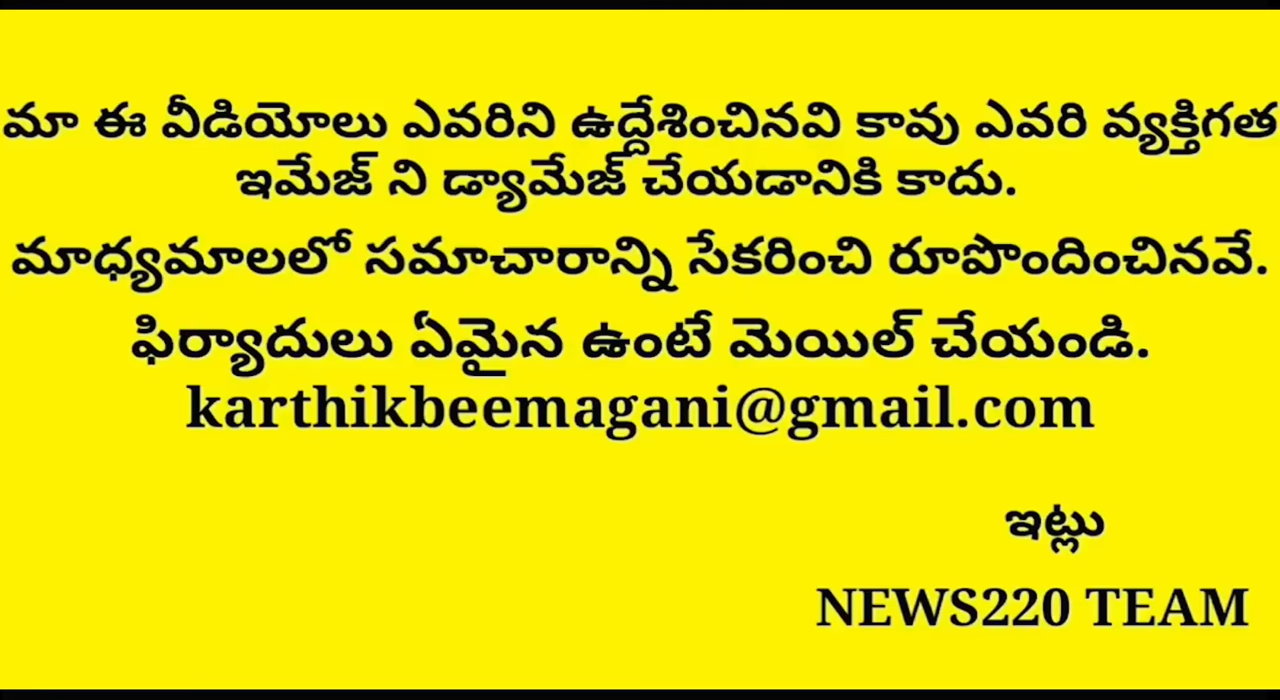 మా ఈ వీడియోలు ఎవరిని ఉద్దేశించినవి కావు ఎవరి వ్యక్తిగత
ఇమేజ్ ని డ్యామేజ్ చేయడానికి కాదు.
మాధ్యమాలలో సమాచారాన్ని సేకరించి రూపొందించినవే.
ఫిర్యాదులు ఏమైన ఉంటే మెయిల్ చేయండి.
karthikbeemagani@gmail.com
ఇట్లు
NEWS220 TEAM